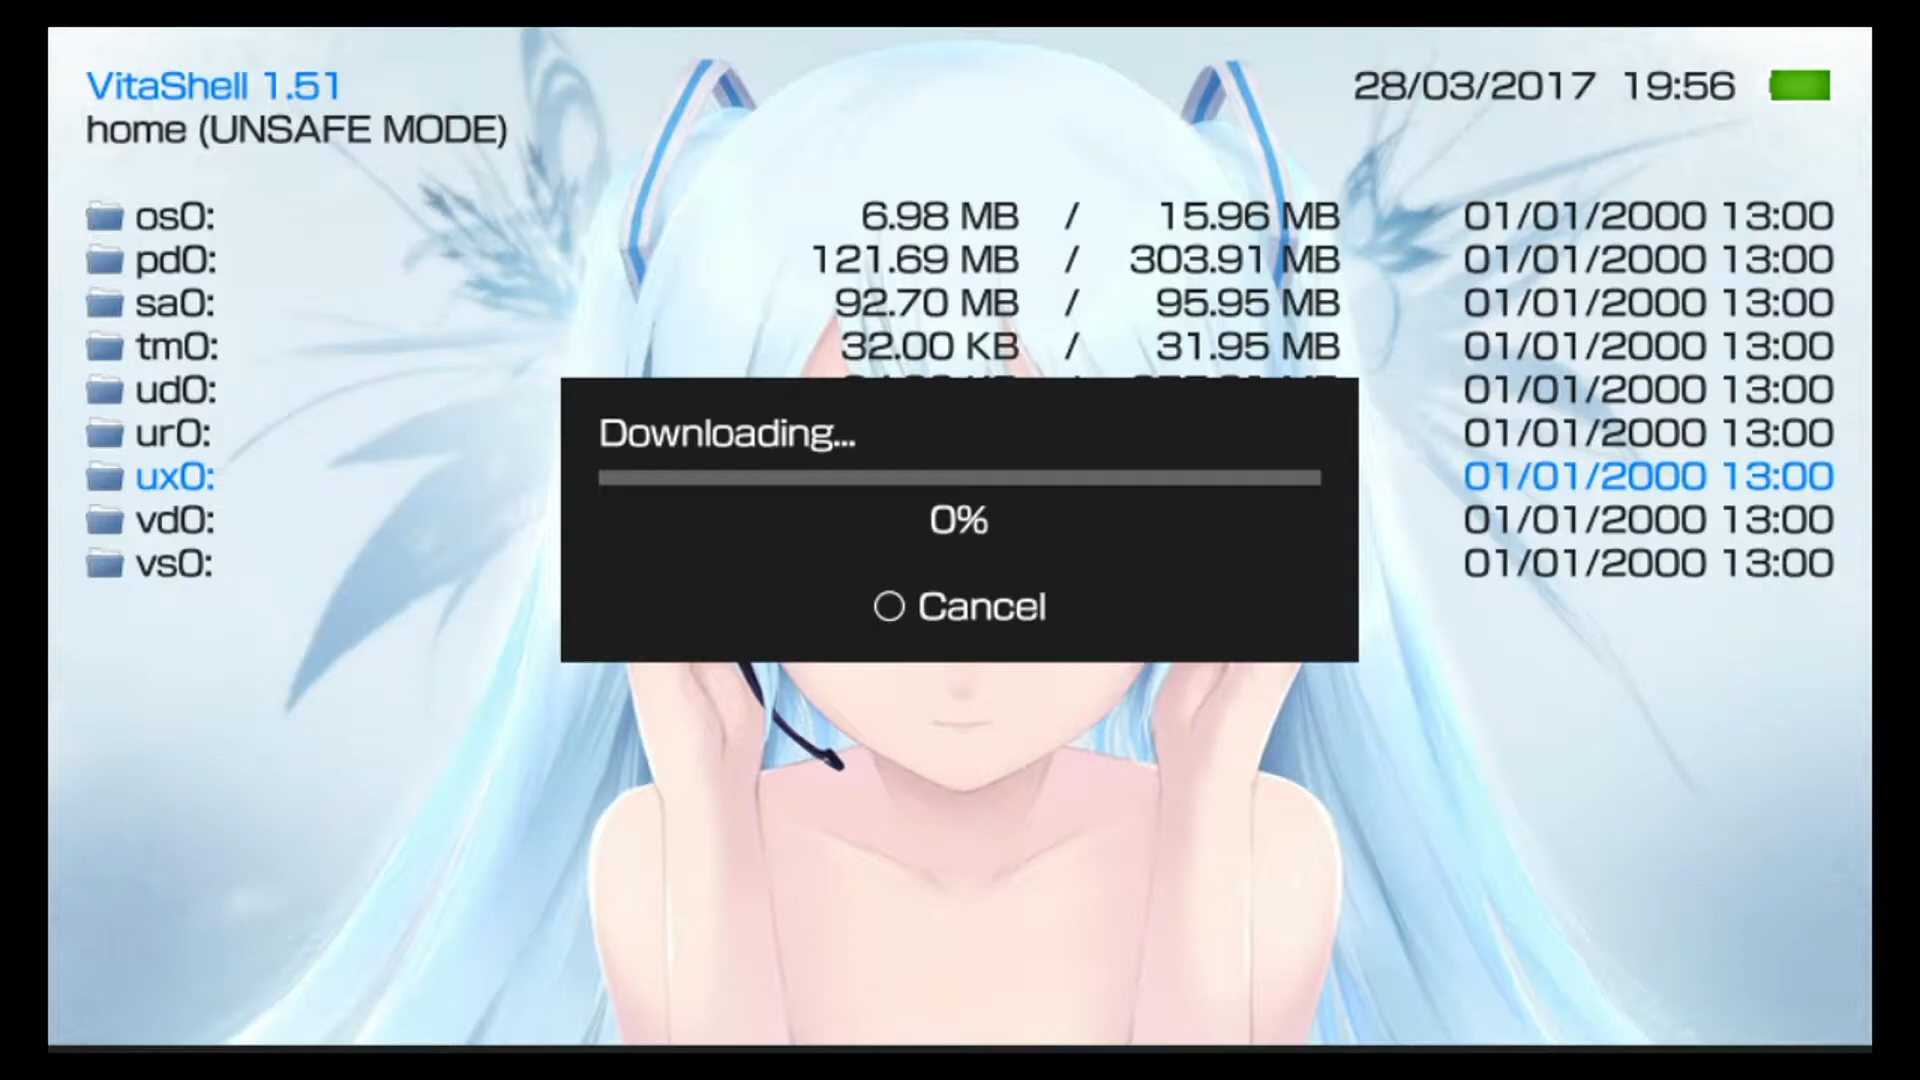 VitaShell 1.51 28/03/2017 19:56
home (UNSAFE MODE)
os0: 6.98 MB / 15.96 MB 01/01/2000 13:00
pd0: 121.69 MB / 303.91 MB 01/01/2000 13:00
sa0: 92.70 MB / 95.95 MB 01/01/2000 13:00
tm0: 32.00 KB / 31.95 MB 01/01/2000 13:00
ud0: 01/01/2000 13:00
ur0: 01/01/2000 13:00
ux0: 01/01/2000 13:00
vd0: 01/01/2000 13:00
vs0: 01/01/2000 13:00
Downloading...
0%
Cancel